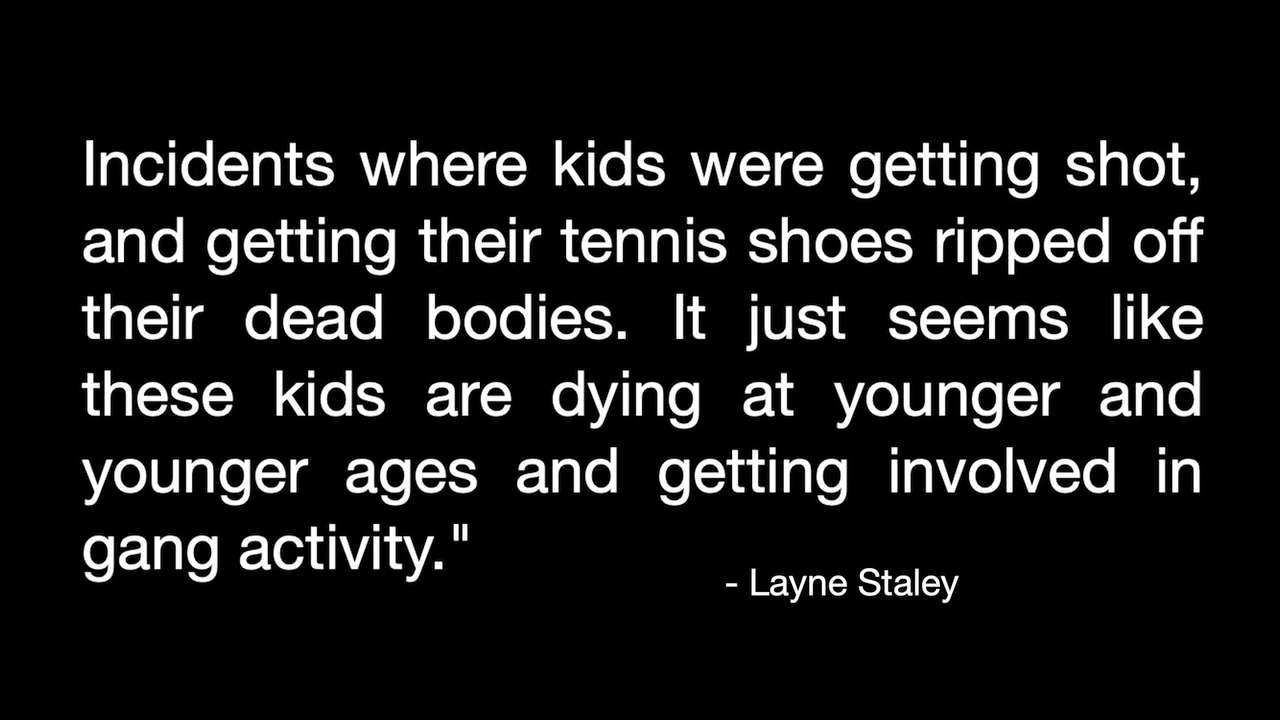 Incidents where kids were getting shot,
and getting their tennis shoes ripped off
their dead bodies. It just seems like
these kids are dying at younger and
younger ages and getting involved in
gang activity."
- Layne Staley